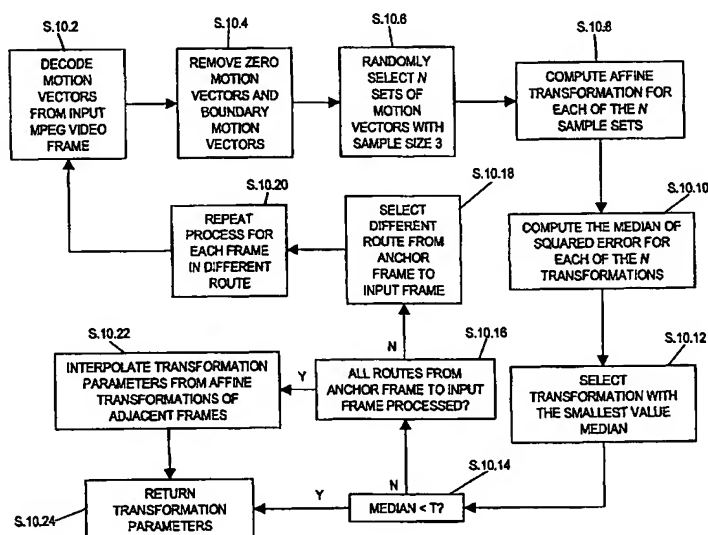 S.10.2
DECODE
MOTION
VECTORS
FROM INPUT
MPEG VIDEO
FRAME
S.10.4
REMOVE ZERO
MOTION
VECTORS AND
BOUNDARY
MOTION
VECTORS
S.10.6
RANDOMLY
SELECT N
SETS OF
MOTION
VECTORS WITH
SAMPLE SIZE 3
S.10.8
COMPUTE AFFINE
TRANSFORMATION FOR
EACH OF THE N
SAMPLE SETS
S.10.10
COMPUTE THE MEDIAN OF
SQUARED ERROR FOR
EACH OF THE N
TRANSFORMATIONS
S.10.12
SELECT
TRANSFORMATION WITH
THE SMALLEST VALUE
MEDIAN
S.10.14
MEDIAN < T?
Y
N
S.10.16
ALL ROUTES FROM
ANCHOR FRAME TO INPUT
FRAME PROCESSED?
Y
N
S.10.18
SELECT
DIFFERENT
ROUTE FROM
ANCHOR
FRAME TO
INPUT FRAME
S.10.20
REPEAT
PROCESS FOR
EACH FRAME
IN DIFFERENT
ROUTE
S.10.22
INTERPOLATE TRANSFORMATION
PARAMETERS FROM AFFINE
TRANSFORMATIONS OF
ADJACENT FRAMES
S.10.24
RETURN
TRANSFORMATION
PARAMETERS